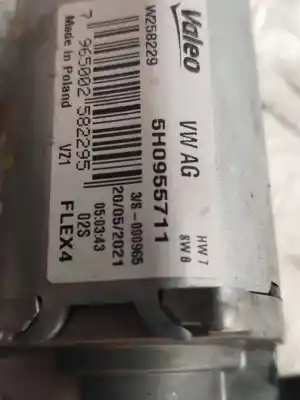 Valeo
W258229
VW AG
5H0955711
HW 7
SW 8
7 965002 582295
Made in Poland
VZ1
3/8-000965
20/05/2021
05:03:43
02S
FLEX4